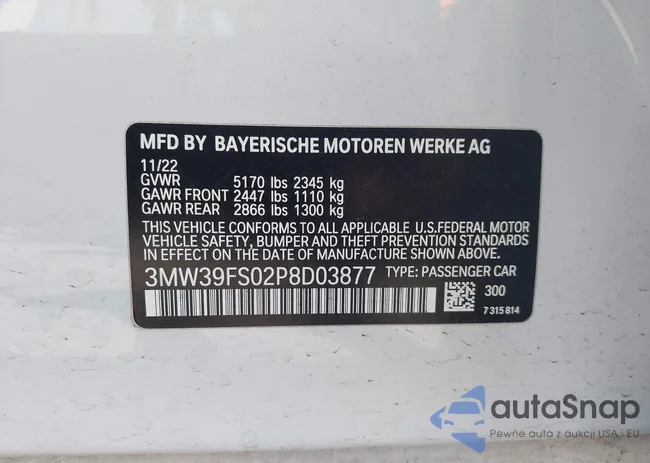 MFD BY BAYERISCHE MOTOREN WERKE AG
11/22
GVWR 5170 lbs 2345 kg
GAWR FRONT 2447 lbs 1110 kg
GAWR REAR 2866 lbs 1300 kg
THIS VEHICLE CONFORMS TO ALL APPLICABLE U.S.FEDERAL MOTOR
VEHICLE SAFETY, BUMPER AND THEFT PREVENTION STANDARDS
IN EFFECT ON THE DATE OF MANUFACTURE SHOWN ABOVE.
3MW39FS02P8D03877 TYPE: PASSENGER CAR
300
7 315 814
autaSnap
Pewne auta z aukcji USA i EU